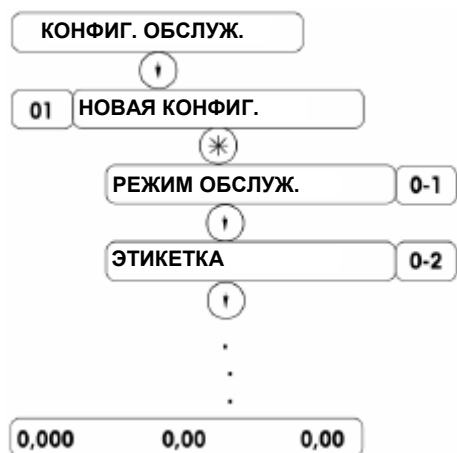 КОНФИГ. ОБСЛУЖ.
01 НОВАЯ КОНФИГ.
РЕЖИМ ОБСЛУЖ. 0-1
ЭТИКЕТКА 0-2
0,000 0,00 0,00